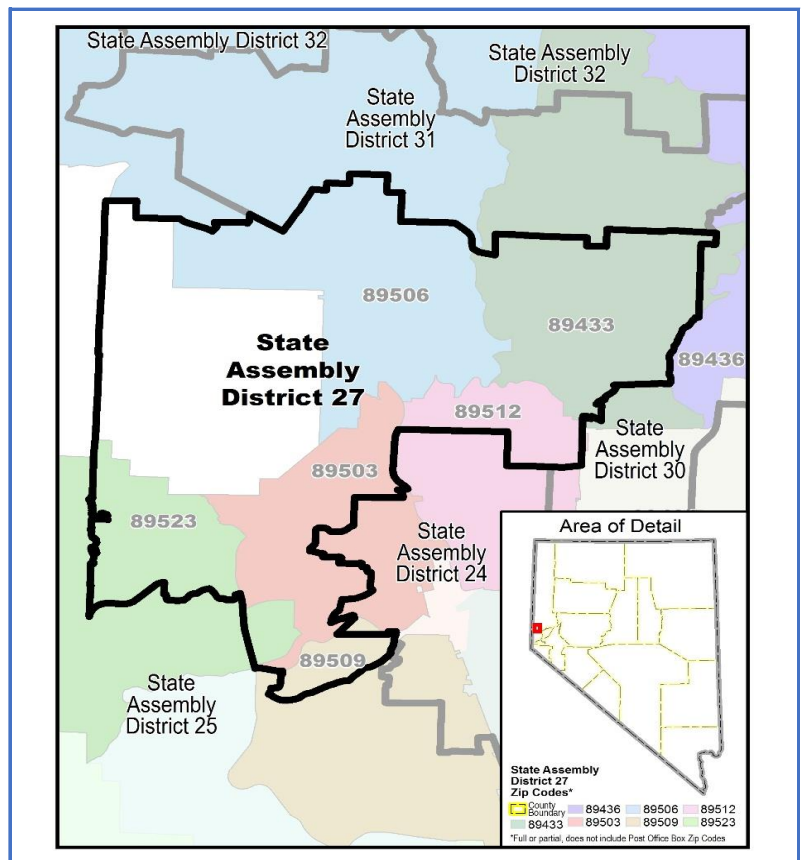 State Assembly District 32
State Assembly
District 32
State
Assembly
District 31
89506
89433
State
Assembly
District 27
89436
89512
State
Assembly
District 30
89503
89523
State
Assembly
District 24
89509
State
Assembly
District 25
Area of Detail
State Assembly
District 27
Zip Codes*
County
Boundary
89436
89506
89512
89433
89503
89509
89523
*Full or partial, does not include Post Office Box Zip Codes